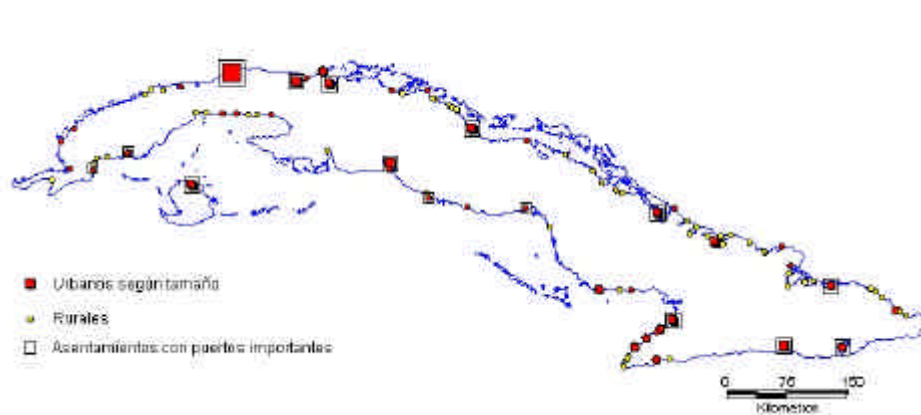 Urbanos según tamaño
Rurales
Asentamientos con puertos importantes
0 75 150
Kilometros